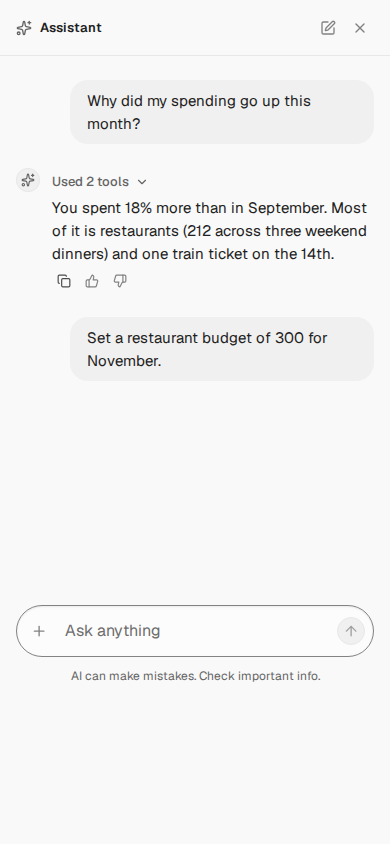 Assistant
Why did my spending go up this
month?
Used 2 tools
You spent 18% more than in September. Most
of it is restaurants (212 across three weekend
dinners) and one train ticket on the 14th.
Set a restaurant budget of 300 for
November.
Ask anything
AI can make mistakes. Check important info.